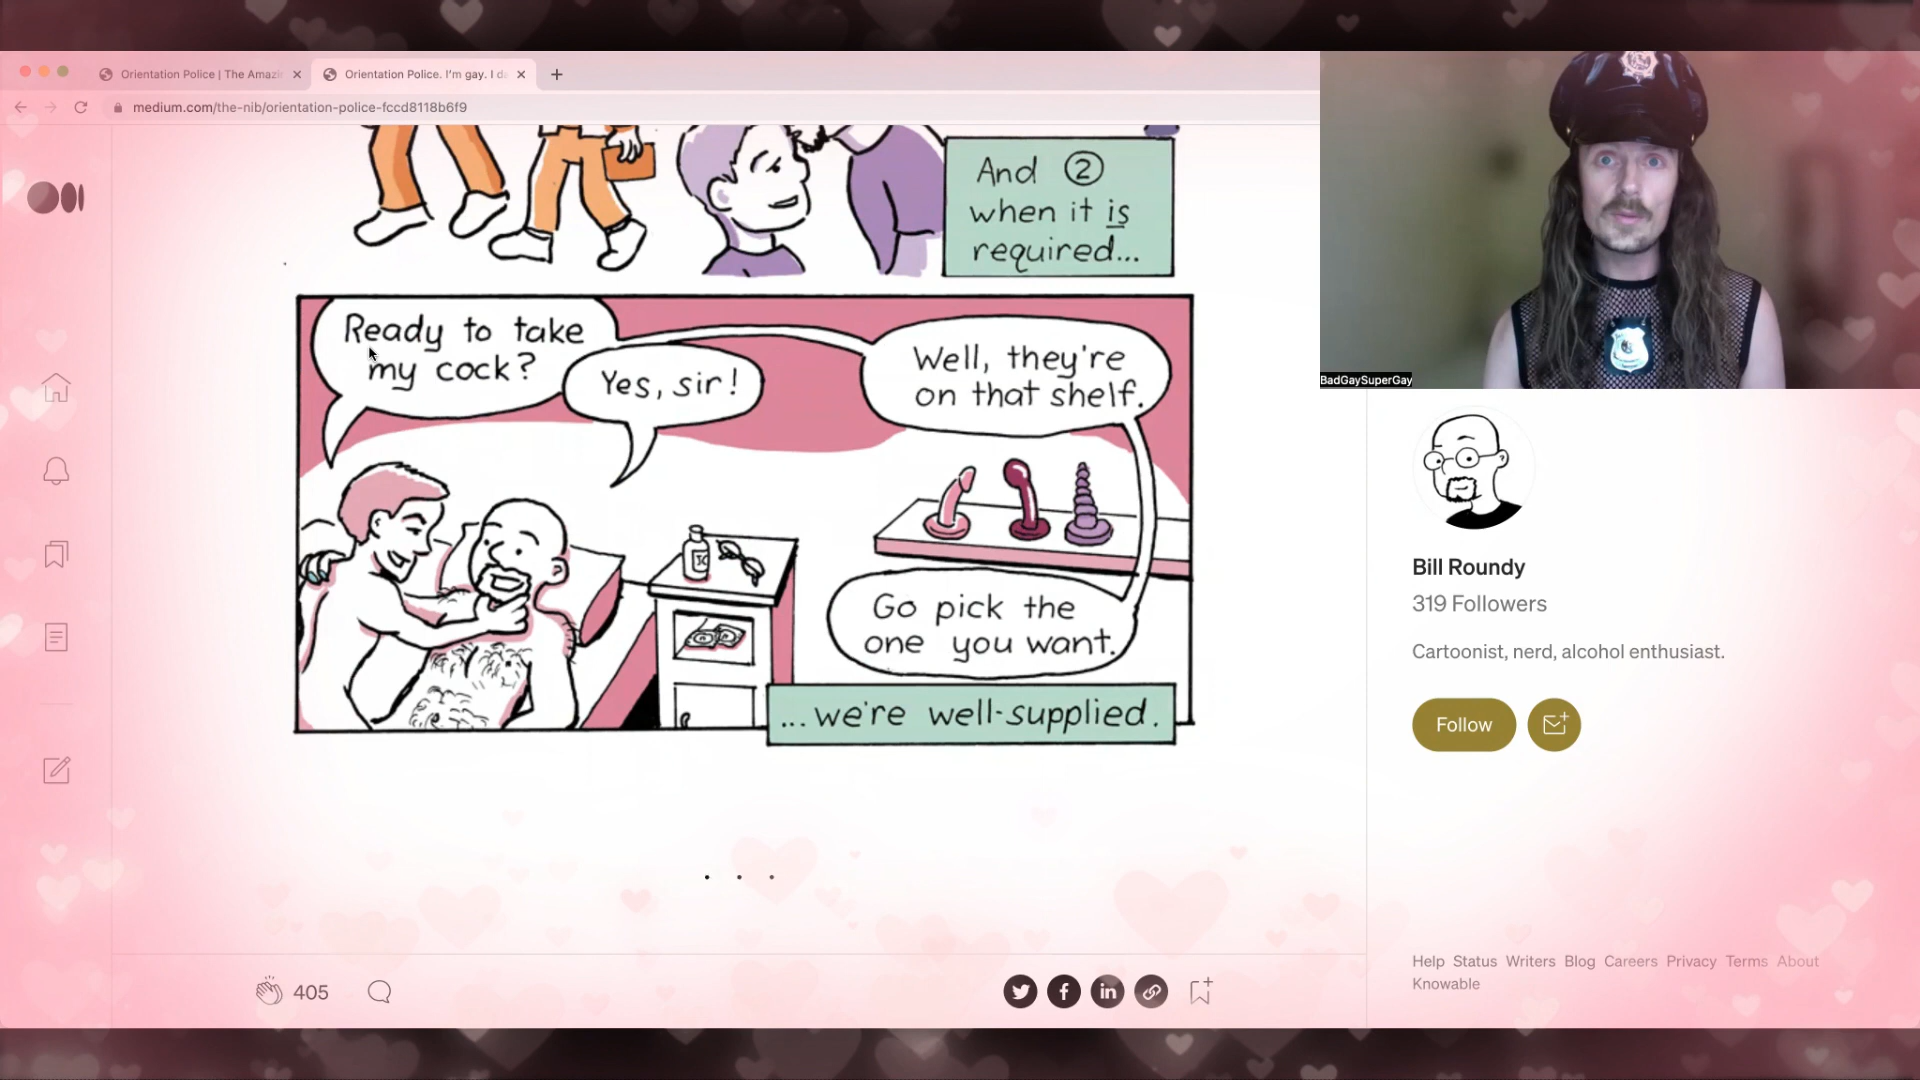 Orientation Police | The Amazi
Orientation Police. I'm gay. I da
medium.com/the-nib/orientation-police-fccd8118b6f9
And ②
when it is
required...
Ready to take
my cock?
Yes, sir!
Well, they're
on that shelf.
Go pick the
one you want.
...we're well-supplied.
BadGaySuperGay
Bill Roundy
319 Followers
Cartoonist, nerd, alcohol enthusiast.
Follow
405
Help Status Writers Blog Careers Privacy Terms About
Knowable